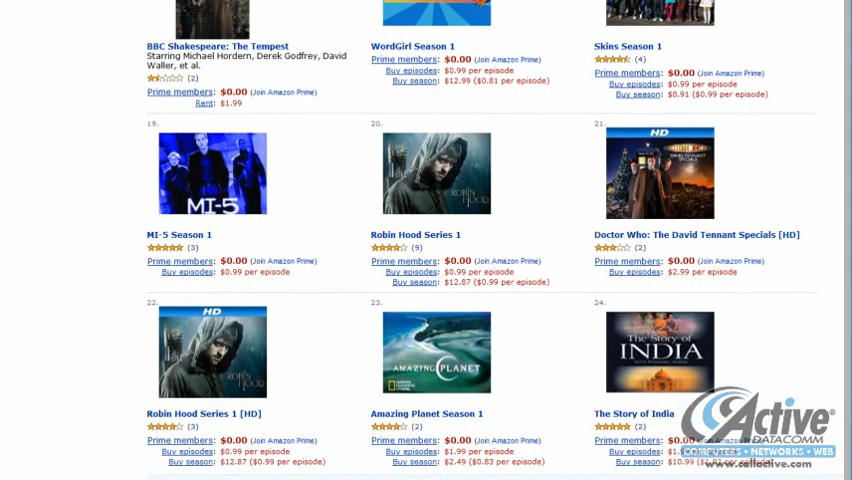 BBC Shakespeare: The Tempest
Starring Michael Hordern, Derek Godfrey, David
Waller, et al.
(2)
Prime members: $0.00 (Join Amazon Prime)
Rent: $1.99
WordGirl Season 1
Prime members: $0.00 (Join Amazon Prime)
Buy episodes: $0.99 per episode
Buy season: $12.99 ($0.81 per episode)
Skins Season 1
(4)
Prime members: $0.00 (Join Amazon Prime)
Buy episodes: $0.99 per episode
Buy season: $8.91 ($0.99 per episode)
19.
MI-5
MI-5 Season 1
(3)
Prime members: $0.00 (Join Amazon Prime)
Buy episodes: $0.99 per episode
20.
ROBIN HOOD
Robin Hood Series 1
(9)
Prime members: $0.00 (Join Amazon Prime)
Buy episodes: $0.99 per episode
Buy season: $12.87 ($0.99 per episode)
21.
HD
DAVID TENNANT
SPECIALS
Doctor Who: The David Tennant Specials [HD]
(2)
Prime members: $0.00 (Join Amazon Prime)
Buy episodes: $2.99 per episode
22.
HD
ROBIN HOOD
Robin Hood Series 1 [HD]
(3)
Prime members: $0.00 (Join Amazon Prime)
Buy episodes: $0.99 per episode
Buy season: $12.87 ($0.99 per episode)
23.
AMAZING PLANET
Amazing Planet Season 1
(2)
Prime members: $0.00 (Join Amazon Prime)
Buy episodes: $1.99 per episode
Buy season: $2.49 ($0.83 per episode)
24.
The Story of
INDIA
The Story of India
(2)
Prime members: $0.00
Buy episodes:
Buy season: $10.99
Active
DATACOMM
COMPUTERS • NETWORKS • WEB
www.callactive.com